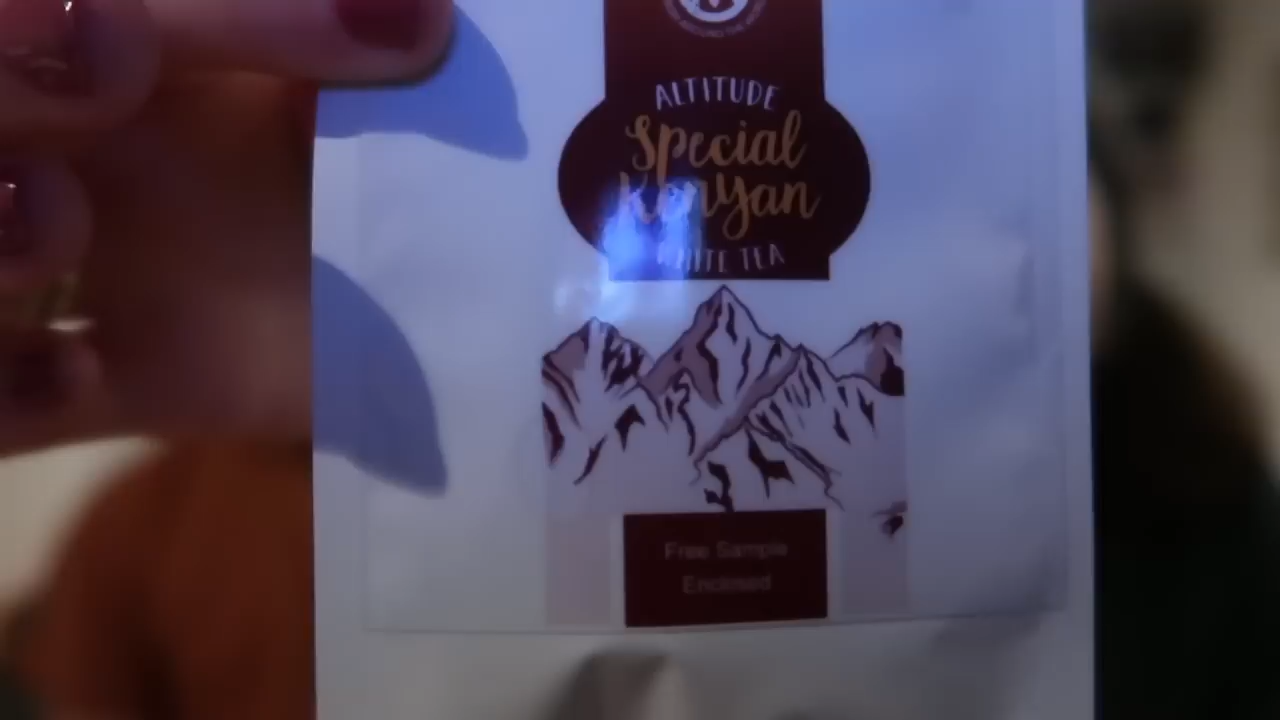 ALTITUDE
Special
Kenyan
WHITE TEA
Free Sample
Enclosed